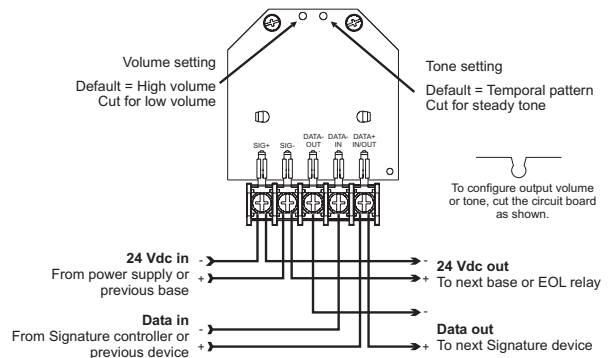 Volume setting
Default = High volume
Cut for low volume
Tone setting
Default = Temporal pattern
Cut for steady tone
SIG+
SIG-
DATA-
OUT
DATA-
IN
DATA+
IN/OUT
To configure output volume
or tone, cut the circuit board
as shown.
24 Vdc in
From power supply or
previous base
-
+
-
+
24 Vdc out
To next base or EOL relay
Data in
From Signature controller or
previous device
-
+
-
+
Data out
To next Signature device